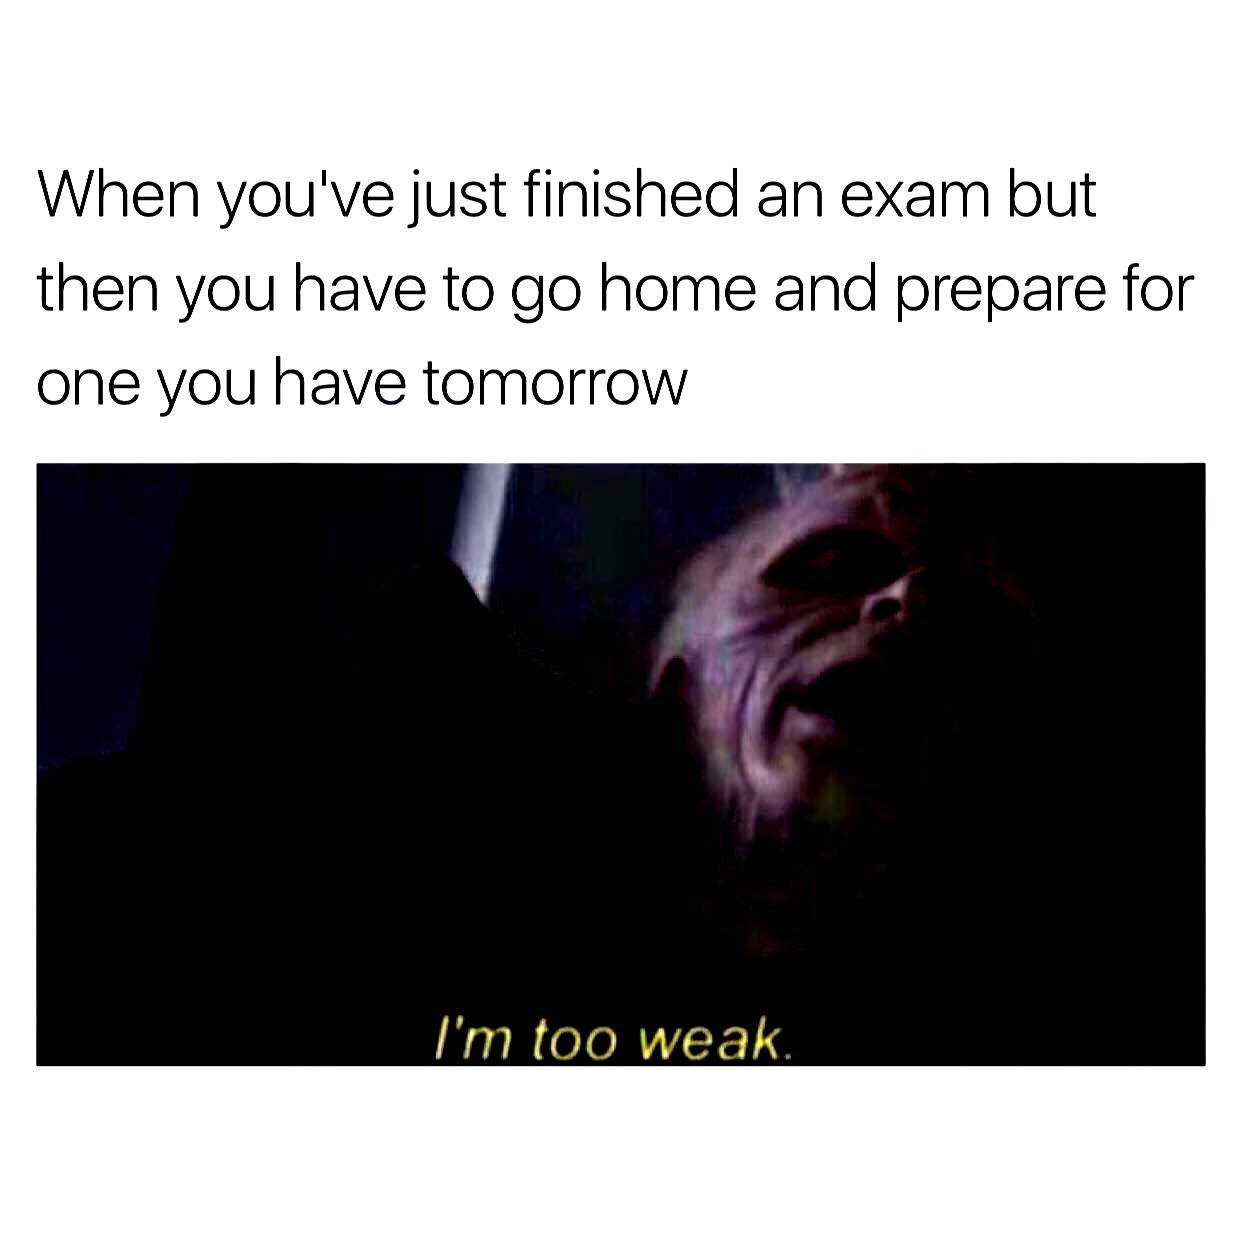 When you've just finished an exam but
then you have to go home and prepare for
one you have tomorrow
I'm too weak.